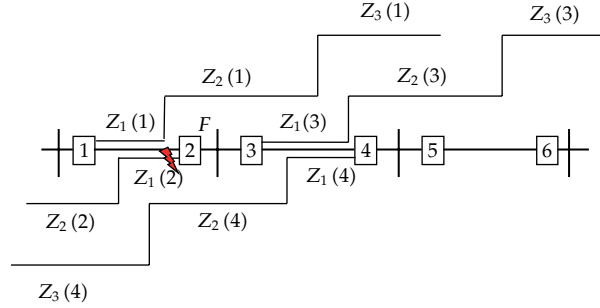 Z₃ (1)
Z₃ (3)
Z₂ (1)
Z₂ (3)
Z₁ (1)
F
Z₁(3)
1
2
3
4
5
6
Z₁ (2)
Z₁ (4)
Z₂ (2)
Z₂ (4)
Z₃ (4)